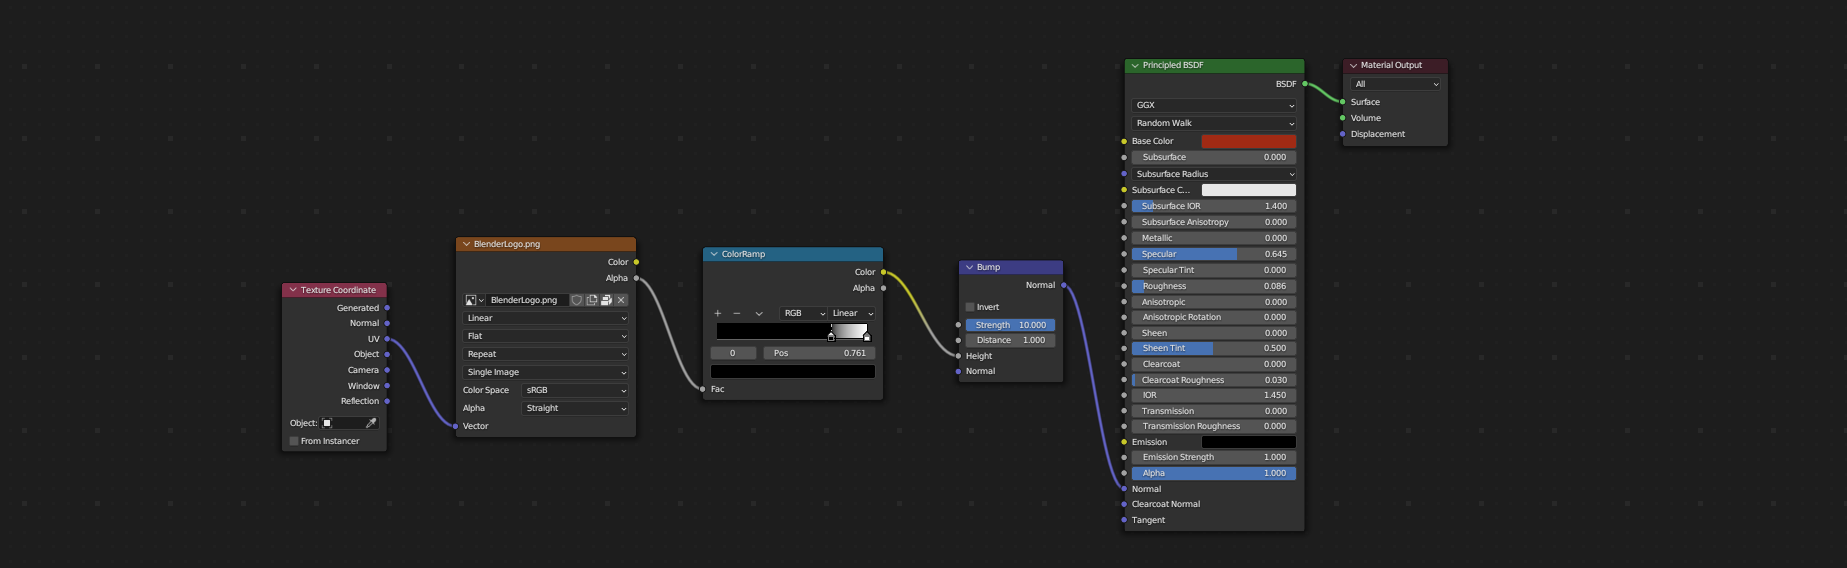 Texture Coordinate
Generated
Normal
UV
Object
Camera
Window
Reflection
Object:
From Instancer
BlenderLogo.png
Color
Alpha
BlenderLogo.png
Linear
Flat
Repeat
Single Image
Color Space sRGB
Alpha Straight
Vector
ColorRamp
Color
Alpha
+ − RGB Linear
0 Pos 0.761
Fac
Bump
Normal
Invert
Strength 10.000
Distance 1.000
Height
Normal
Principled BSDF
BSDF
GGX
Random Walk
Base Color
Subsurface 0.000
Subsurface Radius
Subsurface C...
Subsurface IOR 1.400
Subsurface Anisotropy 0.000
Metallic 0.000
Specular 0.645
Specular Tint 0.000
Roughness 0.086
Anisotropic 0.000
Anisotropic Rotation 0.000
Sheen 0.000
Sheen Tint 0.500
Clearcoat 0.000
Clearcoat Roughness 0.030
IOR 1.450
Transmission 0.000
Transmission Roughness 0.000
Emission
Emission Strength 1.000
Alpha 1.000
Normal
Clearcoat Normal
Tangent
Material Output
All
Surface
Volume
Displacement